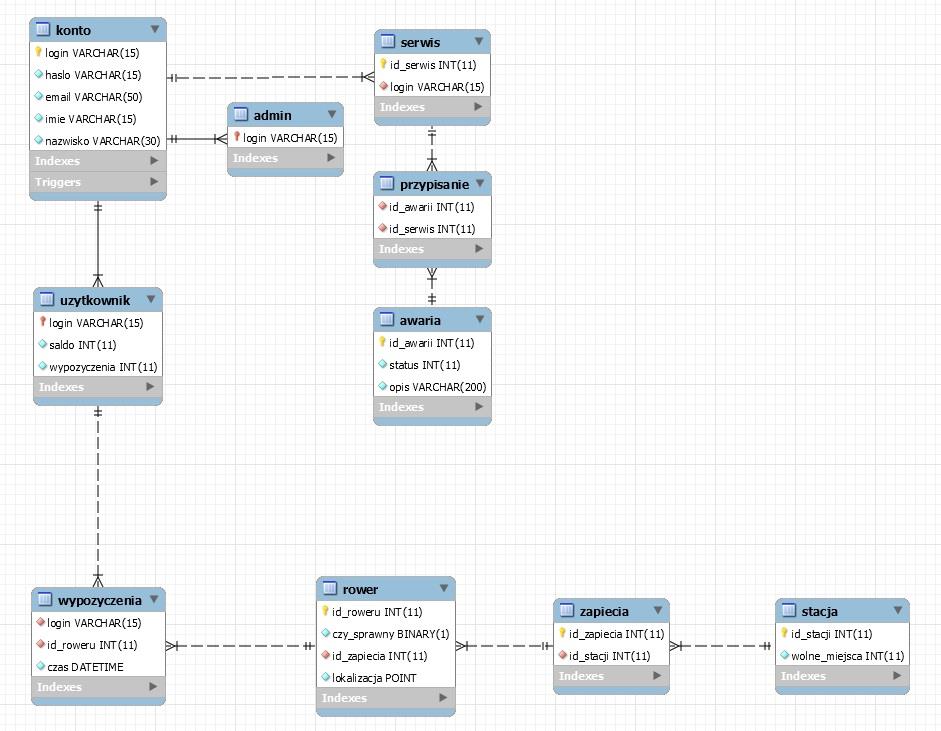 konto
login VARCHAR(15)
haslo VARCHAR(15)
email VARCHAR(50)
imie VARCHAR(15)
nazwisko VARCHAR(30)
Indexes
Triggers
admin
login VARCHAR(15)
Indexes
serwis
id_serwis INT(11)
login VARCHAR(15)
Indexes
przypisanie
id_awarii INT(11)
id_serwis INT(11)
Indexes
awaria
id_awarii INT(11)
status INT(11)
opis VARCHAR(200)
Indexes
uzytkownik
login VARCHAR(15)
saldo INT(11)
wypozyczenia INT(11)
Indexes
wypozyczenia
login VARCHAR(15)
id_roweru INT(11)
czas DATETIME
Indexes
rower
id_roweru INT(11)
czy_sprawny BINARY(1)
id_zapiecia INT(11)
lokalizacja POINT
Indexes
zapiecia
id_zapiecia INT(11)
id_stacji INT(11)
Indexes
stacja
id_stacji INT(11)
wolne_miejsca INT(11)
Indexes